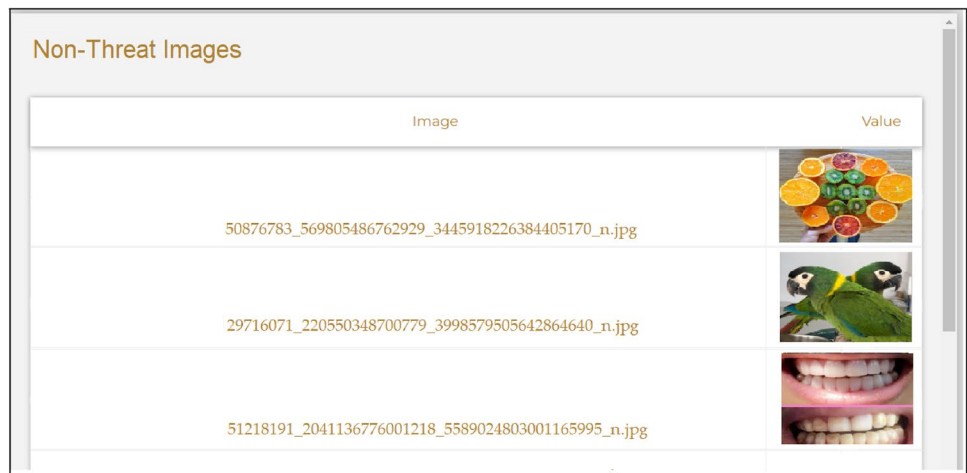 Non-Threat Images
Image Value
50876783_569805486762929_3445918226384405170_n.jpg
29716071_220550348700779_3998579505642864640_n.jpg
51218191_2041136776001218_5589024803001165995_n.jpg